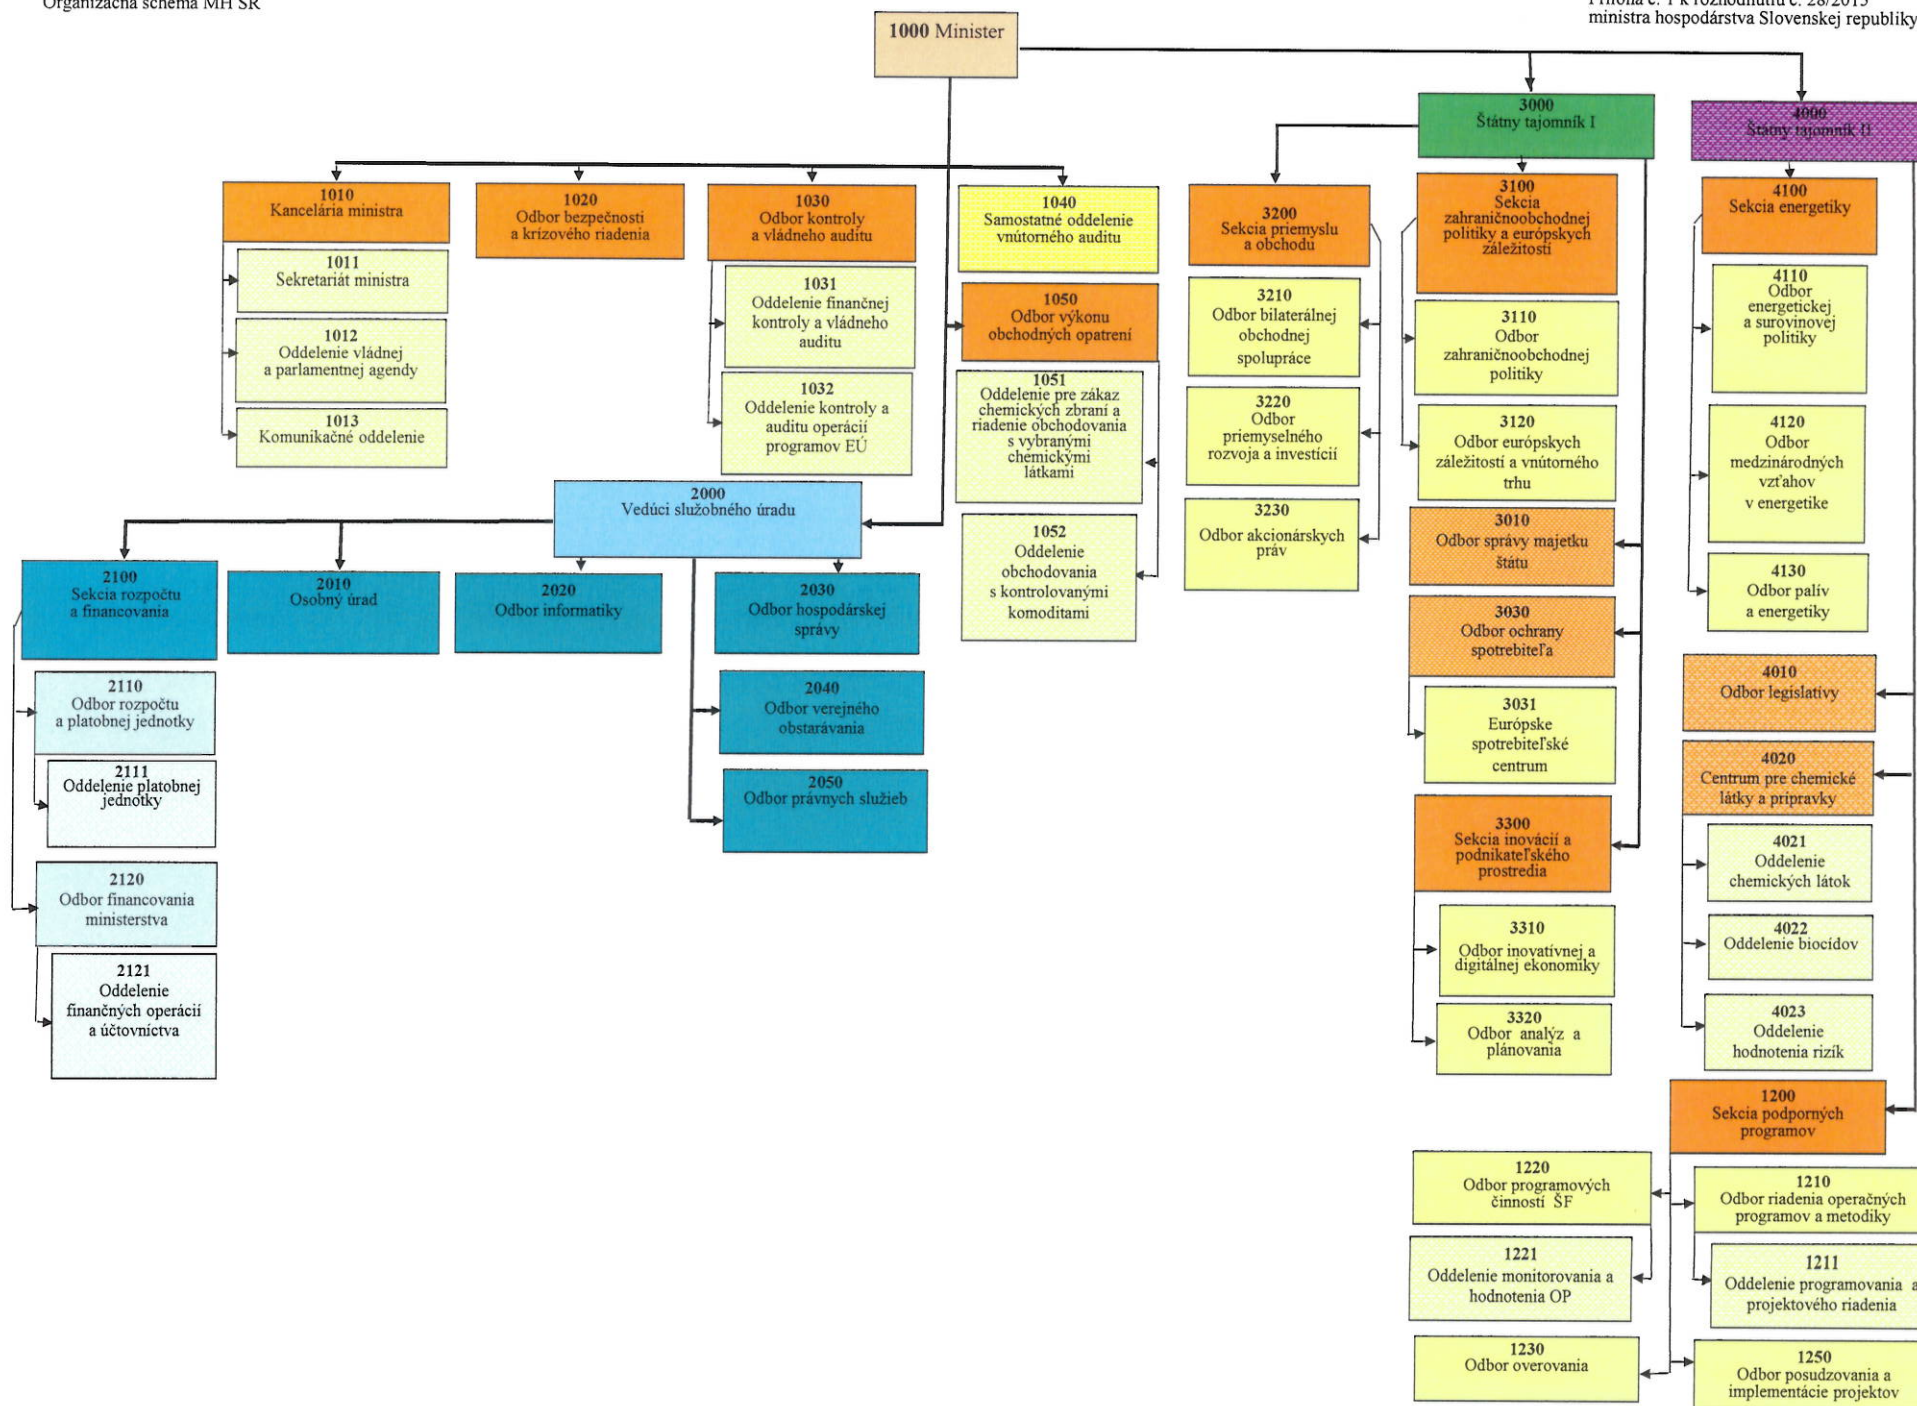 Organizačná schéma MH SR
Príloha č. 1 k rozhodnutiu č. 28/2015
ministra hospodárstva Slovenskej republiky
1000 Minister
3000
Štátny tajomník I
4000
Štátny tajomník II
1010
Kancelária ministra
1011
Sekretariát ministra
1012
Oddelenie vládnej
a parlamentnej agendy
1013
Komunikačné oddelenie
1020
Odbor bezpečnosti
a krízového riadenia
1030
Odbor kontroly
a vládneho auditu
1031
Oddelenie finančnej
kontroly a vládneho
auditu
1032
Oddelenie kontroly a
auditu operácií
programov EÚ
1040
Samostatné oddelenie
vnútorného auditu
1050
Odbor výkonu
obchodných opatrení
1051
Oddelenie pre zákaz
chemických zbraní a
riadenie obchodovania
s vybranými
chemickými
látkami
1052
Oddelenie
obchodovania
s kontrolovanými
komoditami
2000
Vedúci služobného úradu
2100
Sekcia rozpočtu
a financovania
2010
Osobný úrad
2020
Odbor informatiky
2030
Odbor hospodárskej
správy
2040
Odbor verejného
obstarávania
2050
Odbor právnych služieb
2110
Odbor rozpočtu
a platobnej jednotky
2111
Oddelenie platobnej
jednotky
2120
Odbor financovania
ministerstva
2121
Oddelenie
finančných operácií
a účtovníctva
3200
Sekcia priemyslu
a obchodu
3210
Odbor bilaterálnej
obchodnej
spolupráce
3220
Odbor
priemyselného
rozvoja a investícií
3230
Odbor akcionárskych
práv
3100
Sekcia
zahraničnoobchodnej
politiky a európskych
záležitostí
3110
Odbor
zahraničnoobchodnej
politiky
3120
Odbor európskych
záležitostí a vnútorného
trhu
3010
Odbor správy majetku
štátu
3030
Odbor ochrany
spotrebiteľa
3031
Európske
spotrebiteľské
centrum
3300
Sekcia inovácií a
podnikateľského
prostredia
3310
Odbor inovatívnej a
digitálnej ekonomiky
3320
Odbor analýz a
plánovania
4100
Sekcia energetiky
4110
Odbor
energetickej
a surovinovej
politiky
4120
Odbor
medzinárodných
vzťahov
v energetike
4130
Odbor palív
a energetiky
4010
Odbor legislatívy
4020
Centrum pre chemické
látky a prípravky
4021
Oddelenie
chemických látok
4022
Oddelenie biocídov
4023
Oddelenie
hodnotenia rizík
1200
Sekcia podporných
programov
1220
Odbor programových
činností ŠF
1221
Oddelenie monitorovania a
hodnotenia OP
1230
Odbor overovania
1210
Odbor riadenia operačných
programov a metodiky
1211
Oddelenie programovania a
projektového riadenia
1250
Odbor posudzovania a
implementácie projektov